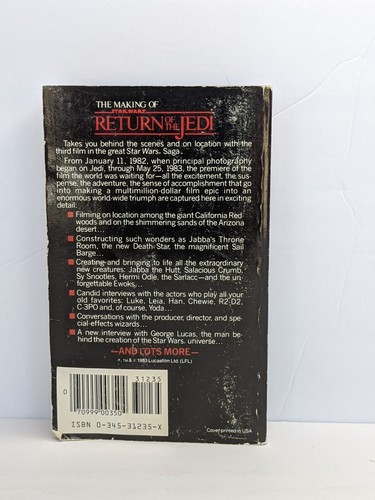 THE MAKING OF
STAR WARS
RETURN OF THE JEDI
Takes you behind the scenes and on location with the
third film in the great Star Wars. Saga.
From January 11, 1982, when principal photography
began on Jedi, through May 25, 1983, the premiere of the
film the world was waiting for—all the excitement, the sus-
pense, the adventure, the sense of accomplishment that go
into making a multimillion-dollar film epic into an
enormous world-wide triumph are captured here in exciting
detail:
Filming on location among the giant California Red-
woods and on the shimmering sands of the Arizona
desert...
Constructing such wonders as Jabba's Throne
Room, the new Death Star, the magnificent Sail
Barge...
Creating and bringing to life all the extraordinary
new creatures: Jabba the Hutt, Salacious Crumb,
Sy Snootles, Hermi Odle, the Sarlacc—and the un-
forgettable Ewoks...
Candid interviews with the actors who play all your
old favorites: Luke, Leia, Han, Chewie, R2-D2,
C-3PO and, of course, Yoda...
Conversations with the producer, director, and spe-
cial-effects wizards...
A new interview with George Lucas, the man be-
hind the creation of the Star Wars. universe...
—AND LOTS MORE—
®, TM & © 1983 Lucasfilm Ltd. (LFL)
31235
0
70999 00350
ISBN 0-345-31235-X
Cover printed in USA